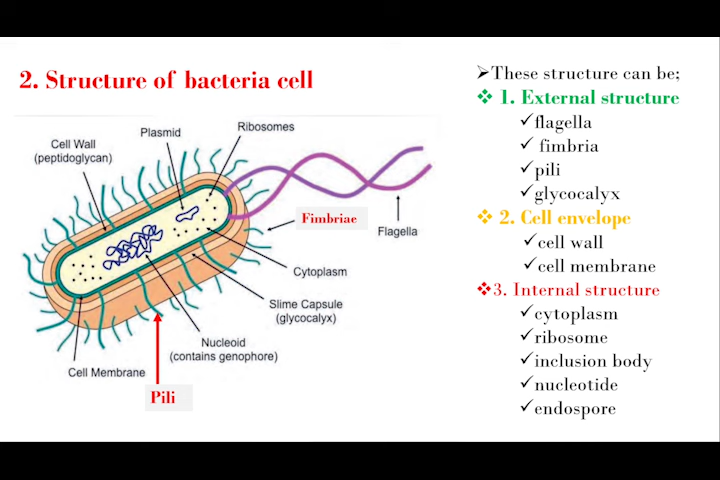 2. Structure of bacteria cell
Cell Wall
(peptidoglycan)
Plasmid
Ribosomes
Fimbriae
Flagella
Cytoplasm
Slime Capsule
(glycocalyx)
Nucleoid
(contains genophore)
Cell Membrane
Pili
➢These structure can be;
❖ 1. External structure
✓flagella
✓ fimbria
✓pili
✓glycocalyx
❖ 2. Cell envelope
✓cell wall
✓cell membrane
❖3. Internal structure
✓cytoplasm
✓ribosome
✓inclusion body
✓nucleotide
✓endospore